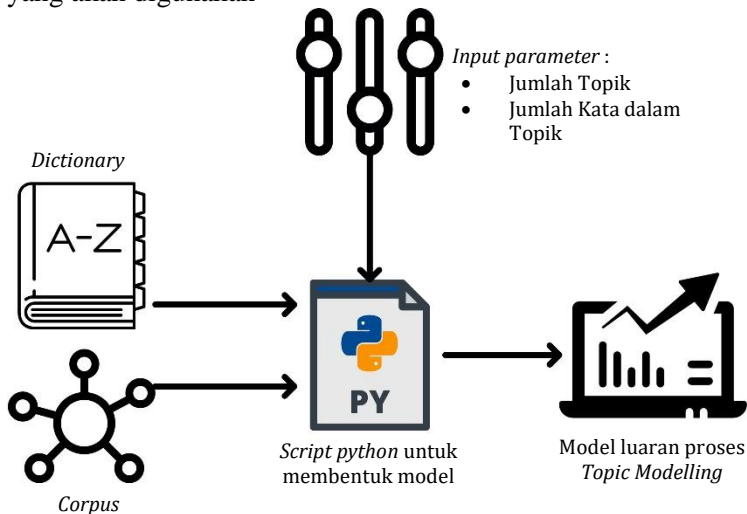 yang akan digunakan
Input parameter :
• Jumlah Topik
• Jumlah Kata dalam
Topik
Dictionary
A-Z
PY
Script python untuk
membentuk model
Model luaran proses
Topic Modelling
Corpus